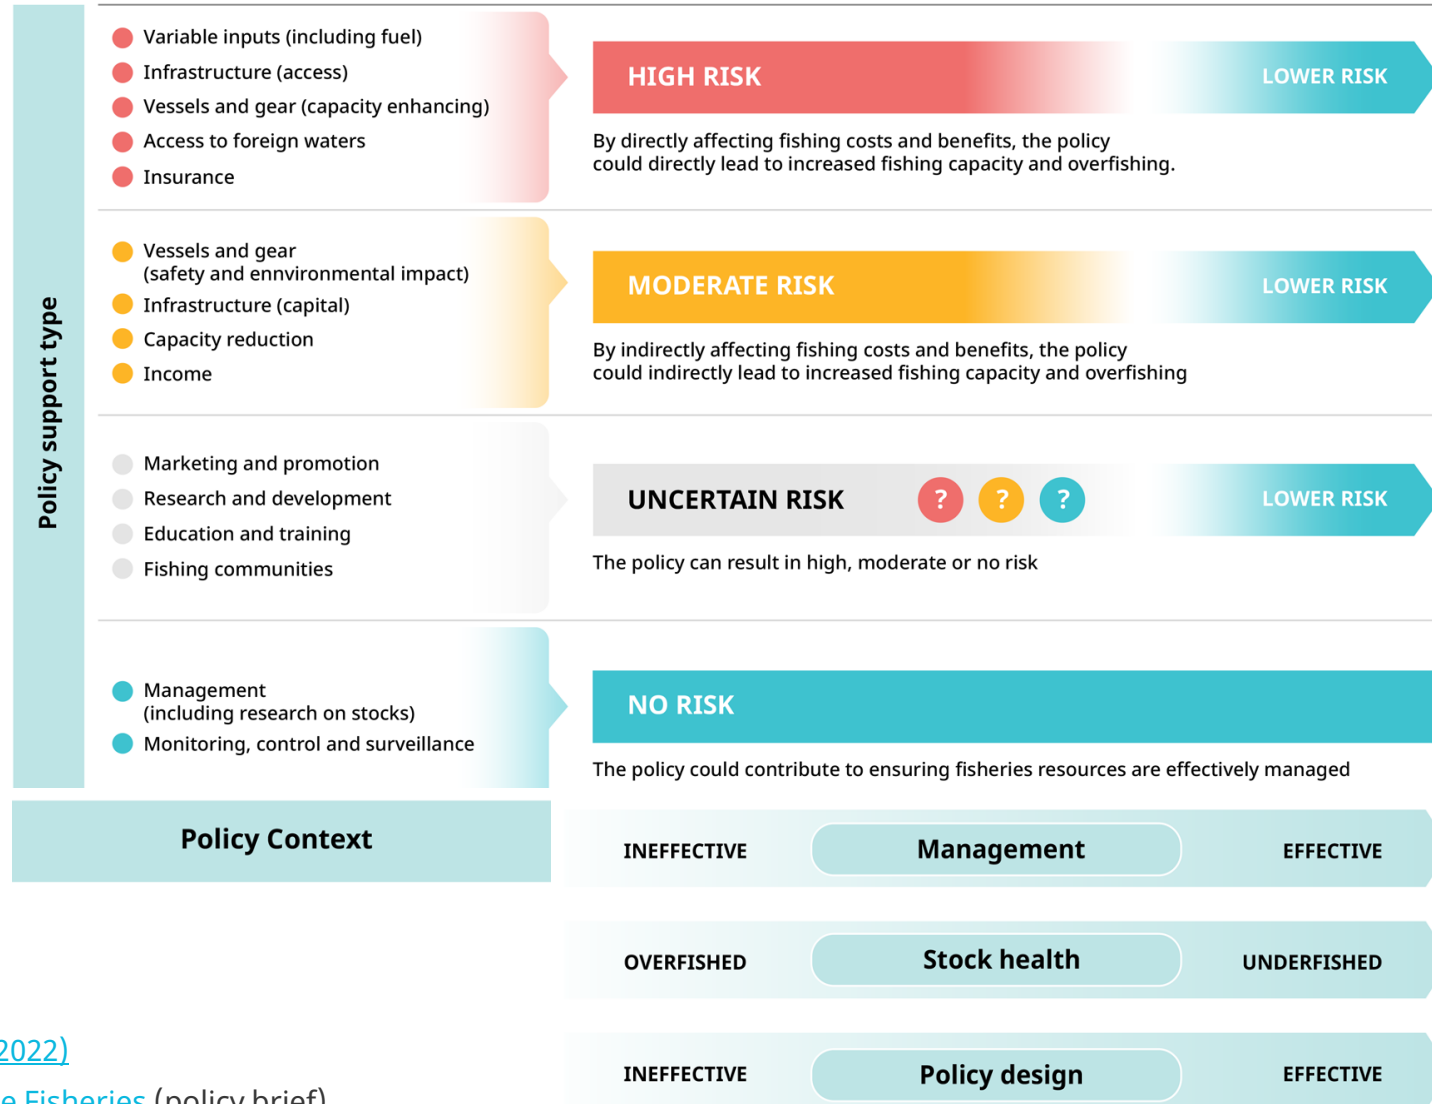 Policy support type
Variable inputs (including fuel)
Infrastructure (access)
Vessels and gear (capacity enhancing)
Access to foreign waters
Insurance
HIGH RISK
LOWER RISK
By directly affecting fishing costs and benefits, the policy
could directly lead to increased fishing capacity and overfishing.
Vessels and gear
(safety and ennvironmental impact)
Infrastructure (capital)
Capacity reduction
Income
MODERATE RISK
LOWER RISK
By indirectly affecting fishing costs and benefits, the policy
could indirectly lead to increased fishing capacity and overfishing
Marketing and promotion
Research and development
Education and training
Fishing communities
UNCERTAIN RISK ? ? ?
LOWER RISK
The policy can result in high, moderate or no risk
Management
(including research on stocks)
Monitoring, control and surveillance
NO RISK
The policy could contribute to ensuring fisheries resources are effectively managed
Policy Context
INEFFECTIVE Management EFFECTIVE
OVERFISHED Stock health UNDERFISHED
INEFFECTIVE Policy design EFFECTIVE
2022)
e Fisheries (policy brief)